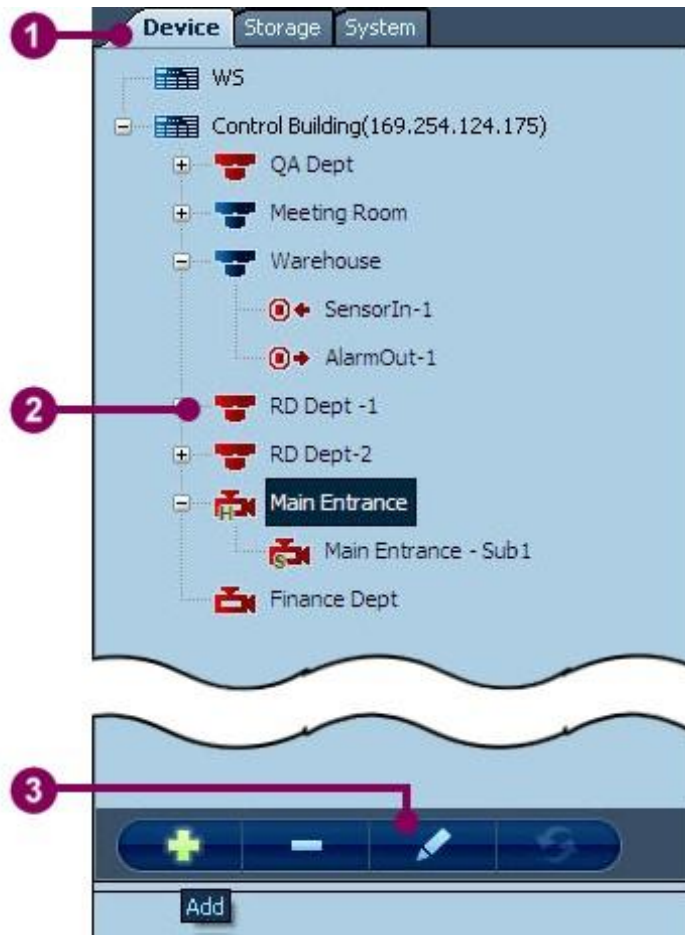 1
Device Storage System
WS
Control Building(169.254.124.175)
QA Dept
Meeting Room
Warehouse
SensorIn-1
AlarmOut-1
2
RD Dept -1
RD Dept-2
H
Main Entrance
S
Main Entrance - Sub1
Finance Dept
3
Add